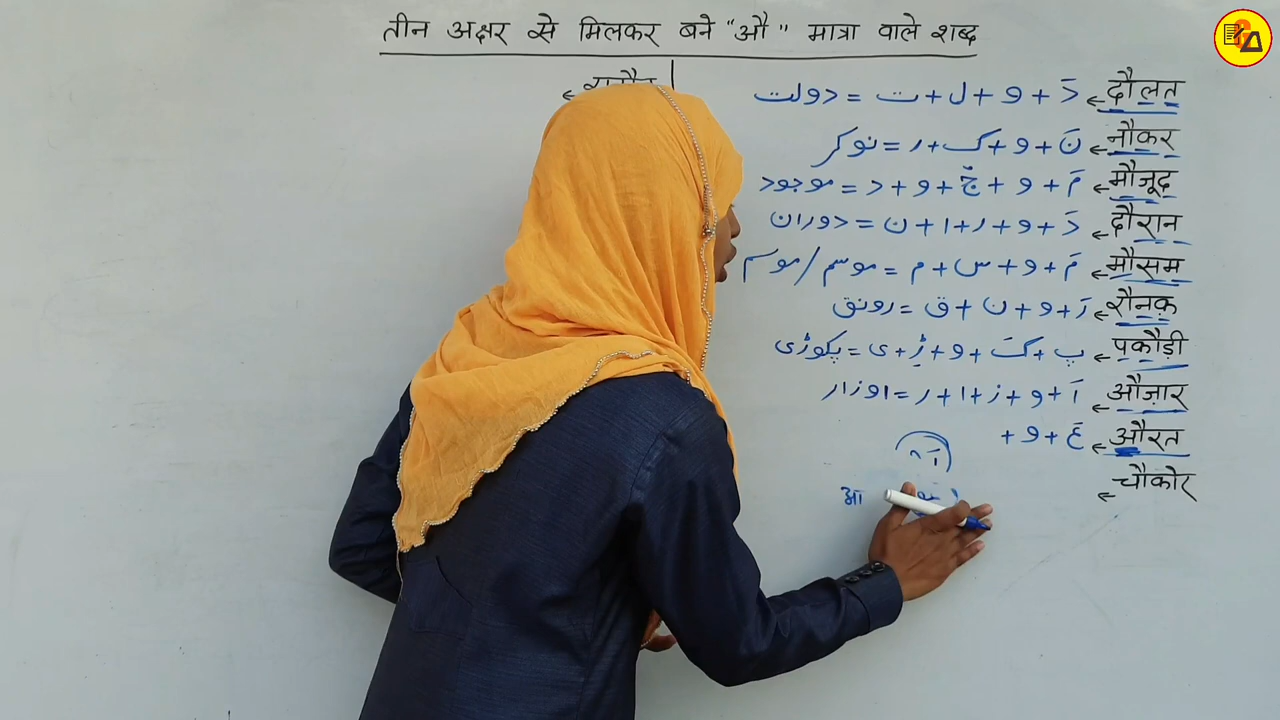 तीन अक्षर से मिलकर बने "औ" मात्रा वाले शब्द
दौलत ← دَ + و + ل + ت = دولت
नौकर ← نَ + و + ک + ر = نوکر
मौजूद ← مَ + و + جّ + و + د = موجود
दौरान ← دَ + و + ر + ا + ن = دوران
मौसम ← مَ + و + س + م = موسم / موسم
रौनक़ ← رَ + و + ن + ق = رونق
पकौड़ी ← پ + کَ + و + ڑِ + ی = پکوڑی
औज़ार ← اَ + و + ز + ا + ر = اوزار
औरत ← عَ + و +
चौकोर ←
आ